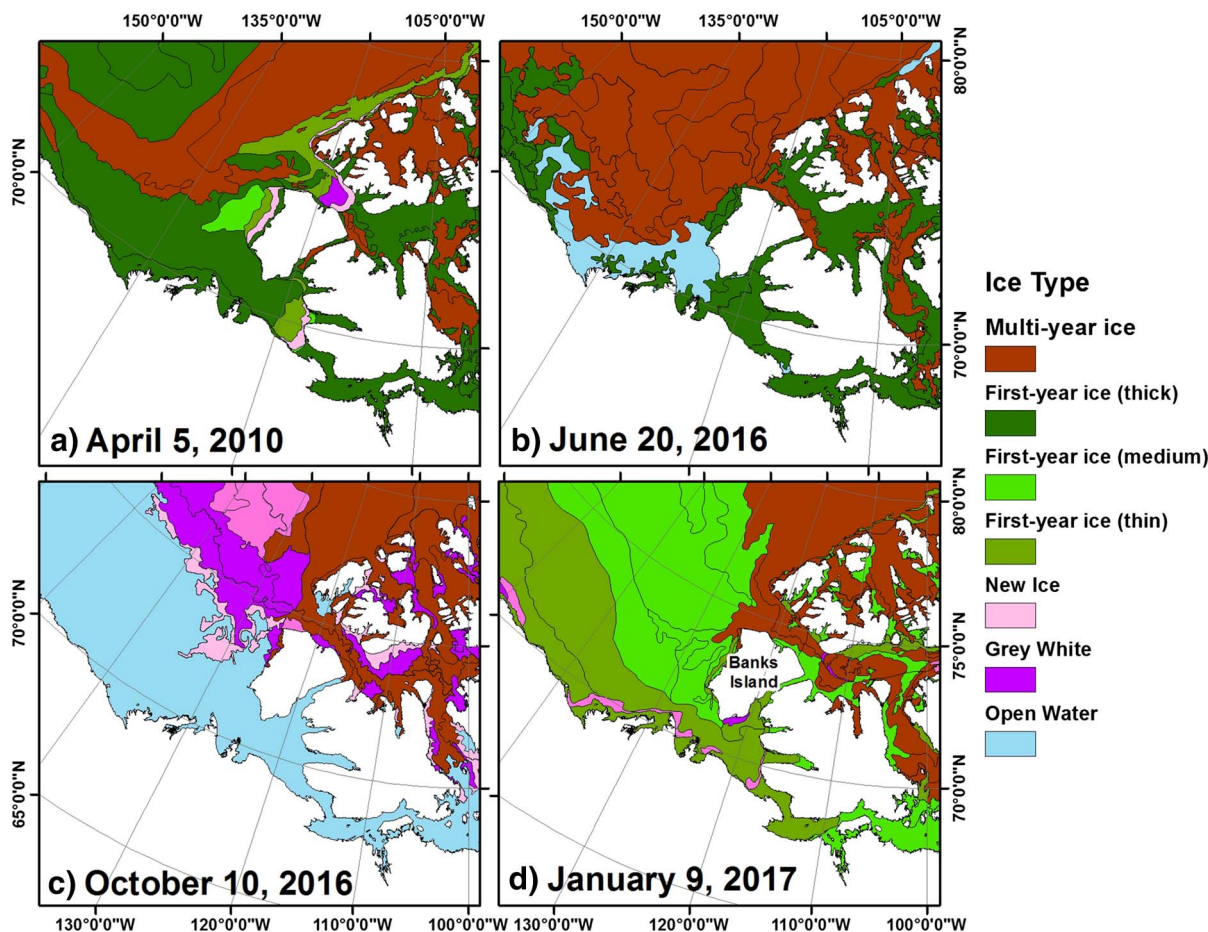 150°0'0"W 135°0'0"W 105°0'0"W
150°0'0"W 135°0'0"W 105°0'0"W
70°0'0"N
80°0'0"N
70°0'0"N
a) April 5, 2010
b) June 20, 2016
Ice Type
Multi-year ice
First-year ice (thick)
First-year ice (medium)
First-year ice (thin)
New Ice
Grey White
Open Water
70°0'0"N
65°0'0"N
80°0'0"N
75°0'0"N
70°0'0"N
Banks
Island
c) October 10, 2016
d) January 9, 2017
130°0'0"W 120°0'0"W 110°0'0"W 100°0'0"W
130°0'0"W 120°0'0"W 110°0'0"W 100°0'0"W